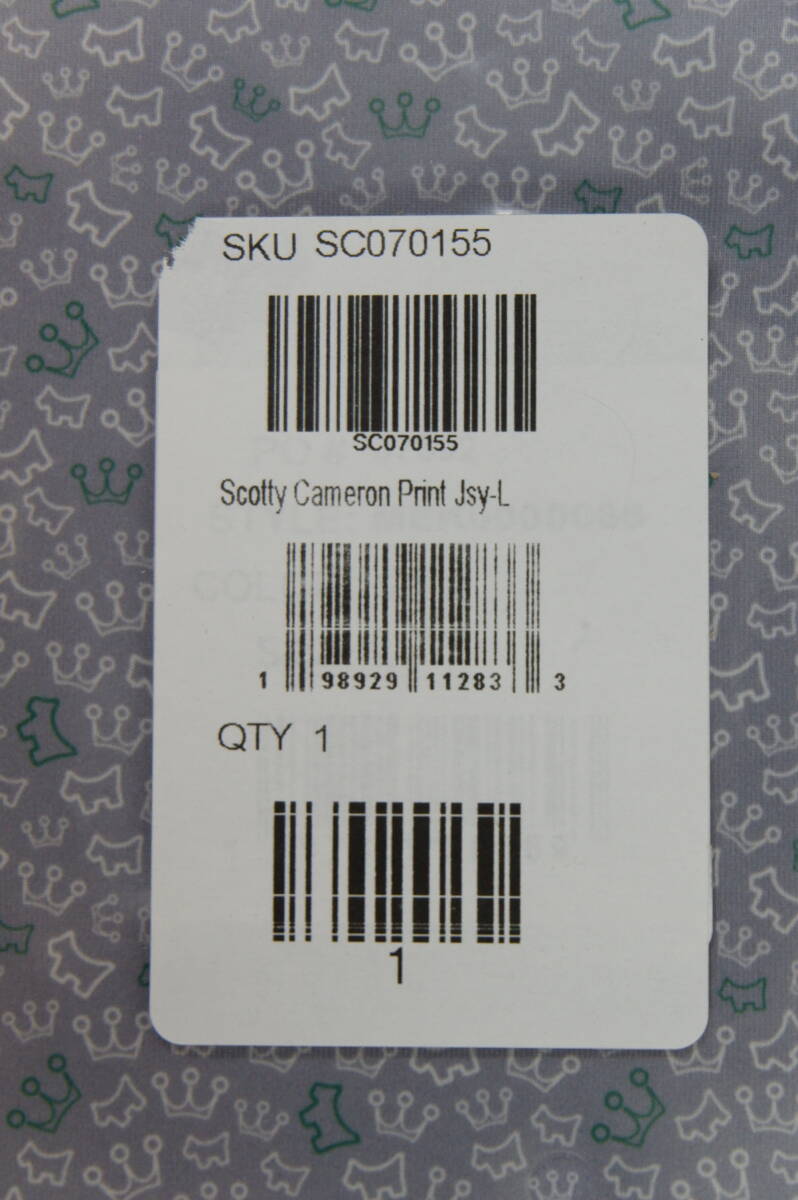 SKU SC070155
SC070155
Scotty Cameron Print Jsy-L
1 98929 11283 3
QTY 1
1